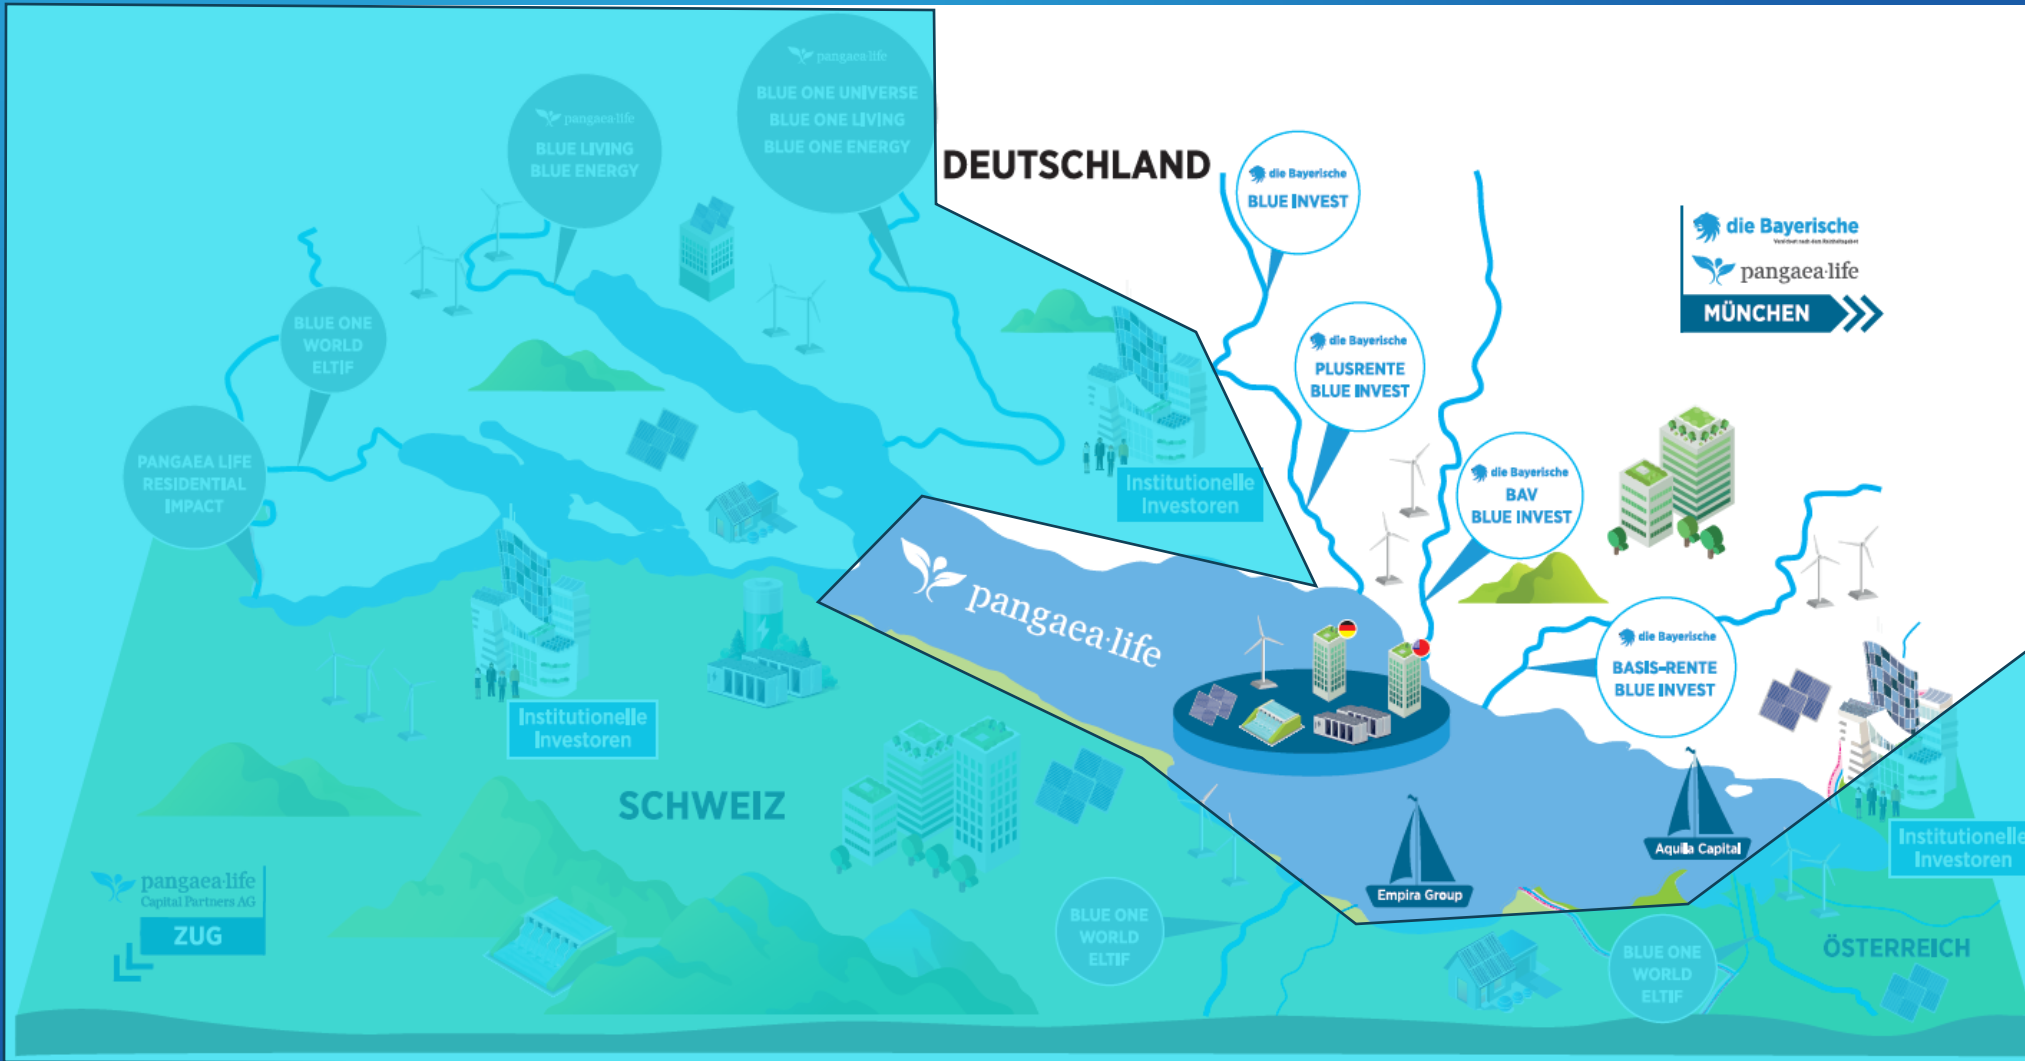 pangaea·life
BLUE ONE UNIVERSE
BLUE ONE LIVING
BLUE ONE ENERGY
pangaea·life
BLUE LIVING
BLUE ENERGY
DEUTSCHLAND
die Bayerische
BLUE INVEST
die Bayerische
pangaea·life
MÜNCHEN
BLUE ONE
WORLD
ELTIF
die Bayerische
PLUSRENTE
BLUE INVEST
PANGAEA LIFE
RESIDENTIAL
IMPACT
Institutionelle
Investoren
die Bayerische
BAV
BLUE INVEST
pangaea·life
die Bayerische
BASIS-RENTE
BLUE INVEST
Institutionelle
Investoren
SCHWEIZ
Aquila Capital
Empira Group
Institutionelle
Investoren
pangaea·life
Capital Partners AG
ZUG
BLUE ONE
WORLD
ELTIF
BLUE ONE
WORLD
ELTIF
ÖSTERREICH